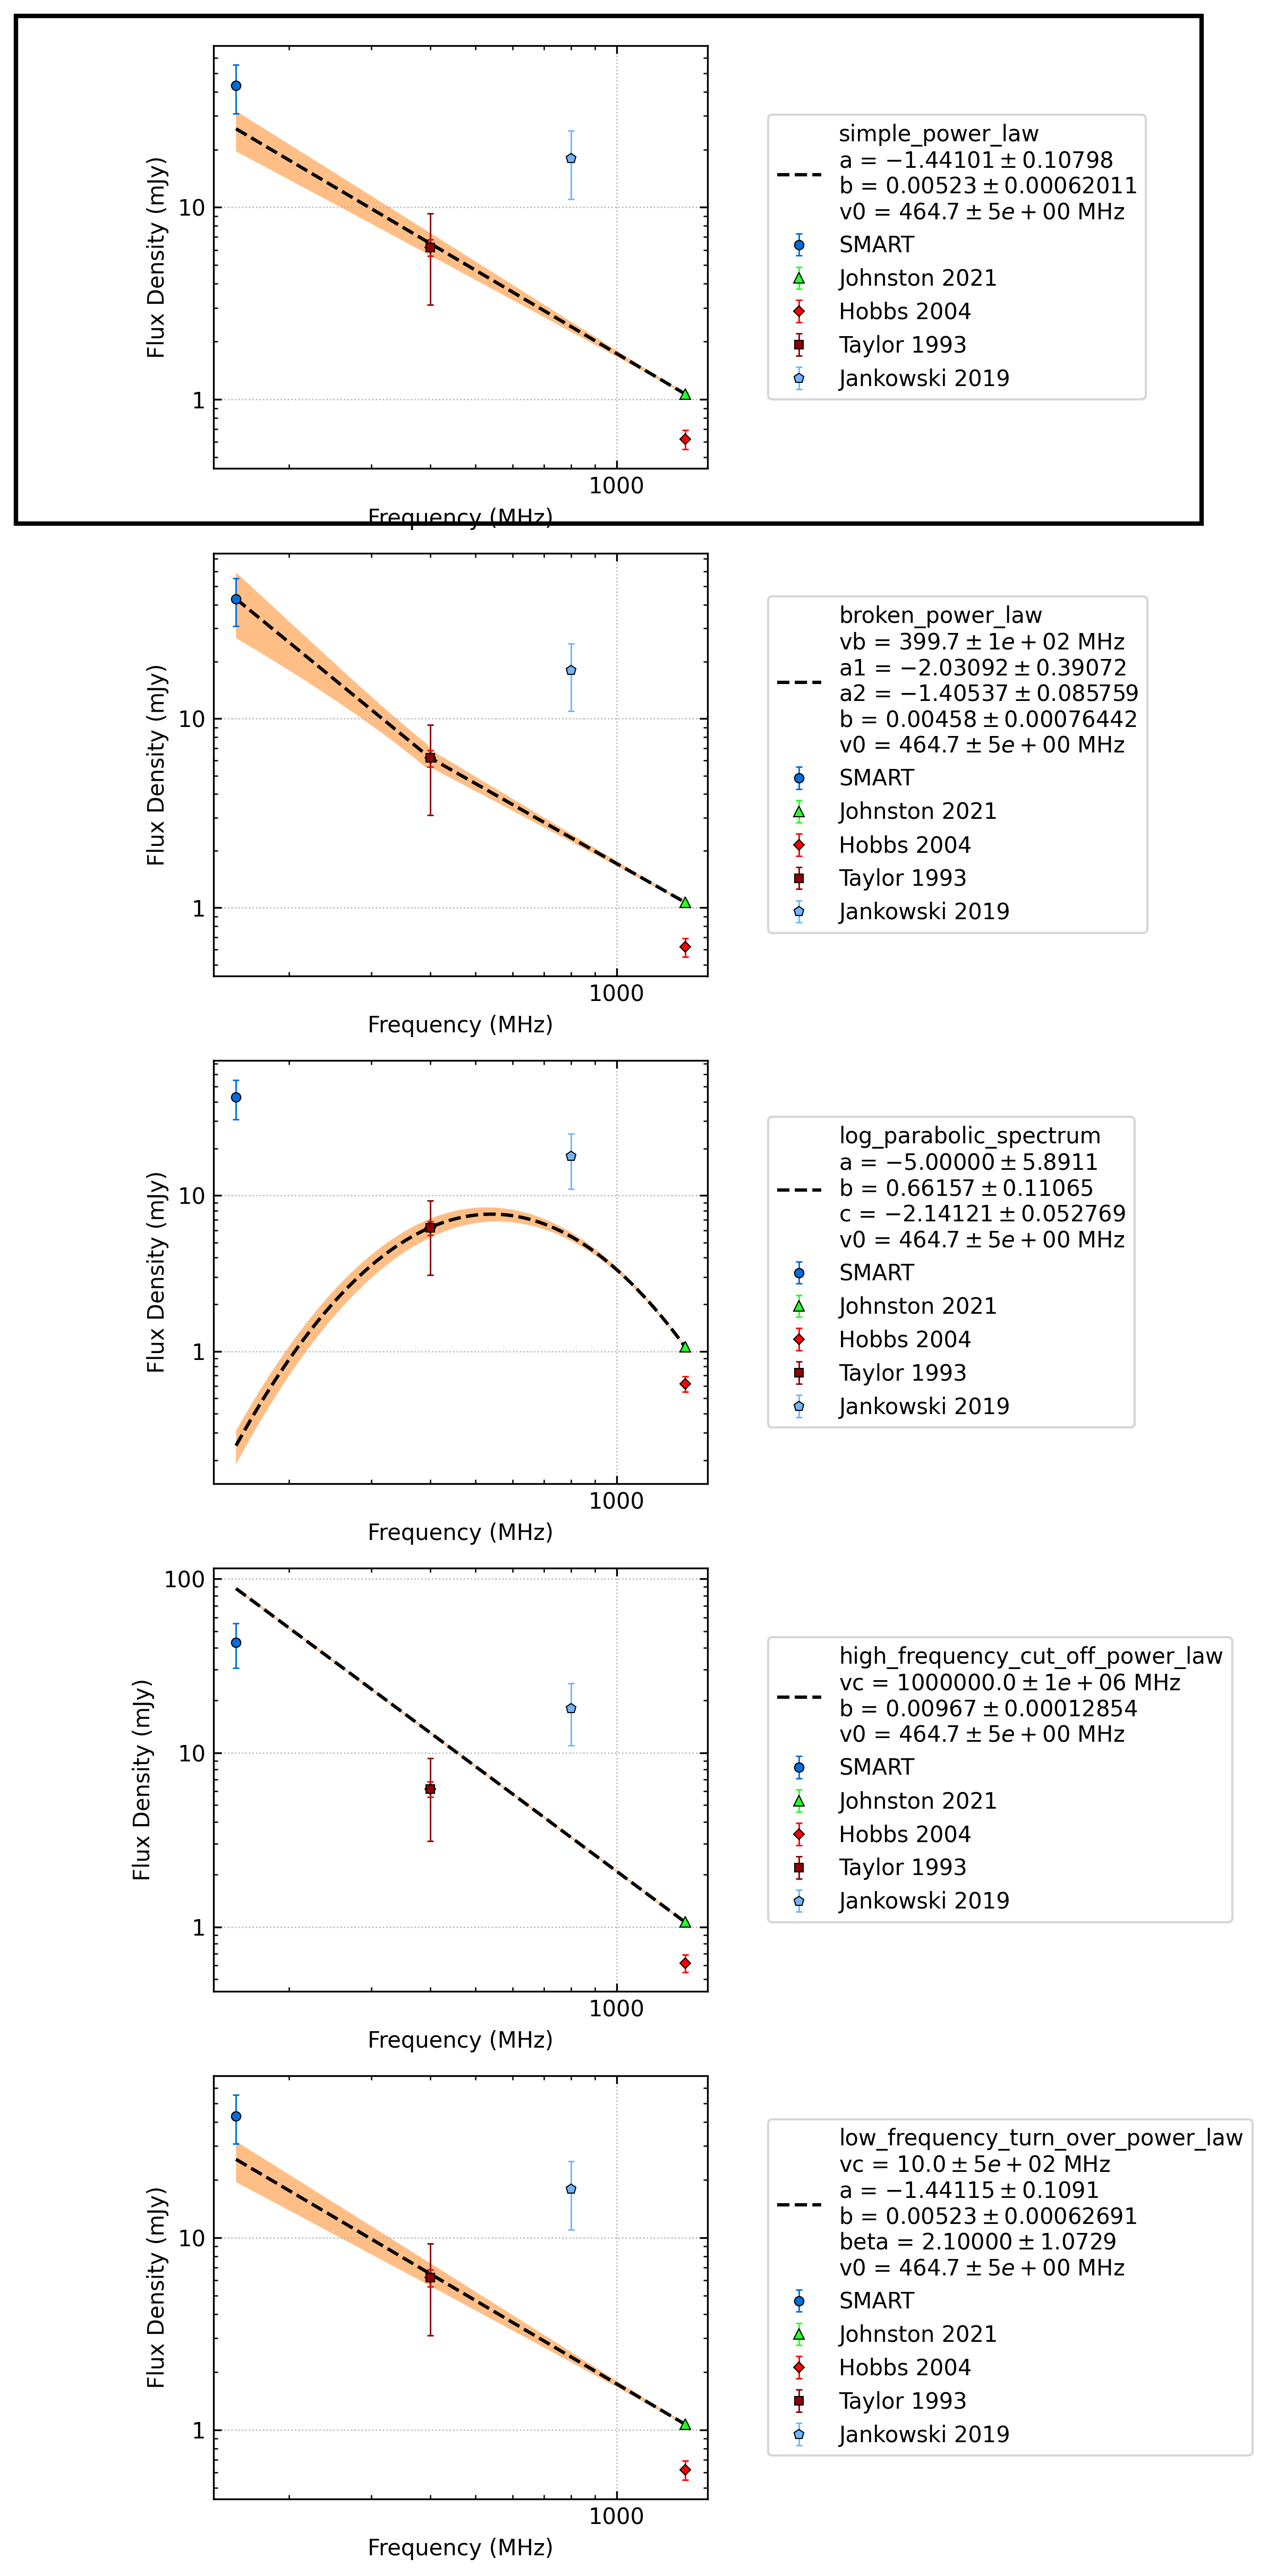 10
1
Flux Density (mJy)
1000
Frequency (MHz)
simple_power_law
a = −1.44101 ± 0.10798
b = 0.00523 ± 0.00062011
v0 = 464.7 ± 5e + 00 MHz
SMART
Johnston 2021
Hobbs 2004
Taylor 1993
Jankowski 2019
10
1
Flux Density (mJy)
1000
Frequency (MHz)
broken_power_law
vb = 399.7 ± 1e + 02 MHz
a1 = −2.03092 ± 0.39072
a2 = −1.40537 ± 0.085759
b = 0.00458 ± 0.00076442
v0 = 464.7 ± 5e + 00 MHz
SMART
Johnston 2021
Hobbs 2004
Taylor 1993
Jankowski 2019
10
1
Flux Density (mJy)
1000
Frequency (MHz)
log_parabolic_spectrum
a = −5.00000 ± 5.8911
b = 0.66157 ± 0.11065
c = −2.14121 ± 0.052769
v0 = 464.7 ± 5e + 00 MHz
SMART
Johnston 2021
Hobbs 2004
Taylor 1993
Jankowski 2019
100
10
1
Flux Density (mJy)
1000
Frequency (MHz)
high_frequency_cut_off_power_law
vc = 1000000.0 ± 1e + 06 MHz
b = 0.00967 ± 0.00012854
v0 = 464.7 ± 5e + 00 MHz
SMART
Johnston 2021
Hobbs 2004
Taylor 1993
Jankowski 2019
10
1
Flux Density (mJy)
1000
Frequency (MHz)
low_frequency_turn_over_power_law
vc = 10.0 ± 5e + 02 MHz
a = −1.44115 ± 0.1091
b = 0.00523 ± 0.00062691
beta = 2.10000 ± 1.0729
v0 = 464.7 ± 5e + 00 MHz
SMART
Johnston 2021
Hobbs 2004
Taylor 1993
Jankowski 2019